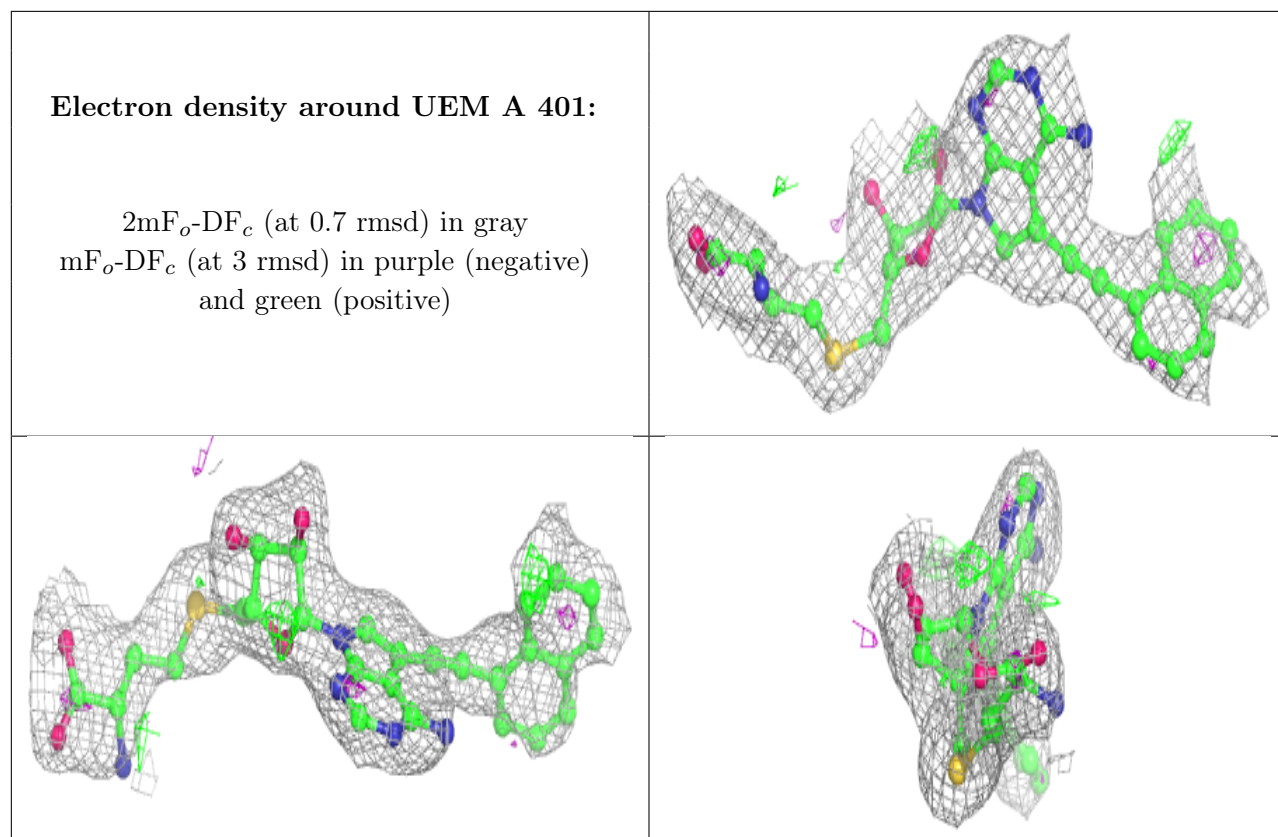 Electron density around UEM A 401:
2mFo-DFc (at 0.7 rmsd) in gray
mFo-DFc (at 3 rmsd) in purple (negative)
and green (positive)